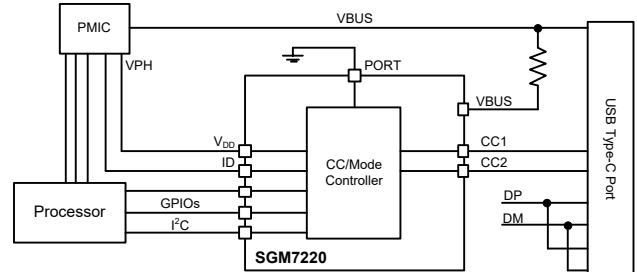 PMIC
VBUS
VPH
PORT
VBUS
USB Type-C Port
V_DD
CC1
ID
CC2
CC/Mode
Controller
Processor
GPIOs
I²C
DP
DM
SGM7220